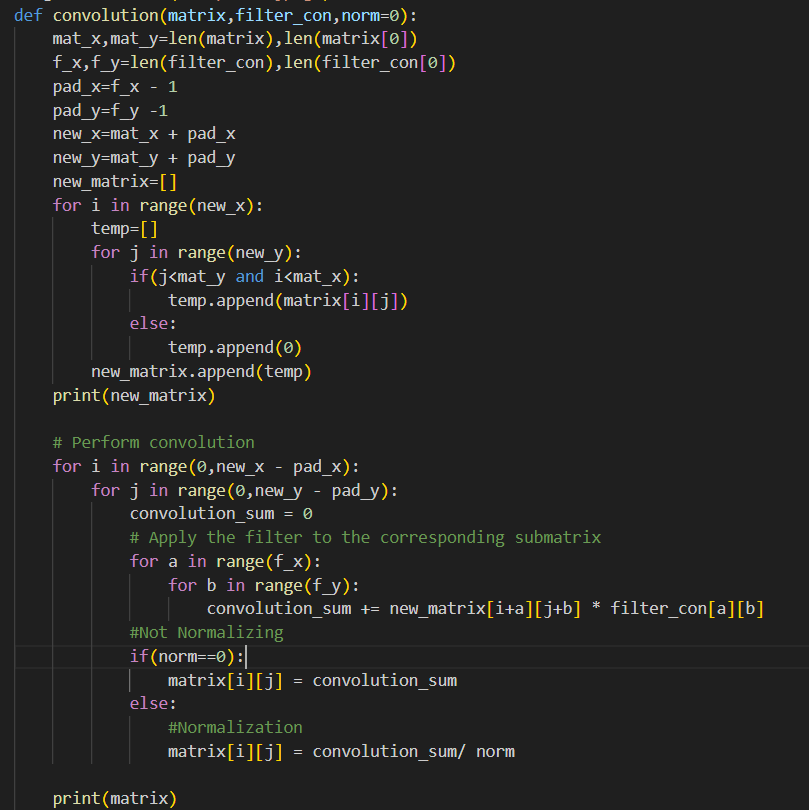 def convolution(matrix,filter_con,norm=0):
    mat_x,mat_y=len(matrix),len(matrix[0])
    f_x,f_y=len(filter_con),len(filter_con[0])
    pad_x=f_x - 1
    pad_y=f_y -1
    new_x=mat_x + pad_x
    new_y=mat_y + pad_y
    new_matrix=[]
    for i in range(new_x):
        temp=[]
        for j in range(new_y):
            if(j<mat_y and i<mat_x):
                temp.append(matrix[i][j])
            else:
                temp.append(0)
        new_matrix.append(temp)
    print(new_matrix)

    # Perform convolution
    for i in range(0,new_x - pad_x):
        for j in range(0,new_y - pad_y):
            convolution_sum = 0
            # Apply the filter to the corresponding submatrix
            for a in range(f_x):
                for b in range(f_y):
                    convolution_sum += new_matrix[i+a][j+b] * filter_con[a][b]
            #Not Normalizing
            if(norm==0):
                matrix[i][j] = convolution_sum
            else:
                #Normalization
                matrix[i][j] = convolution_sum/ norm

    print(matrix)